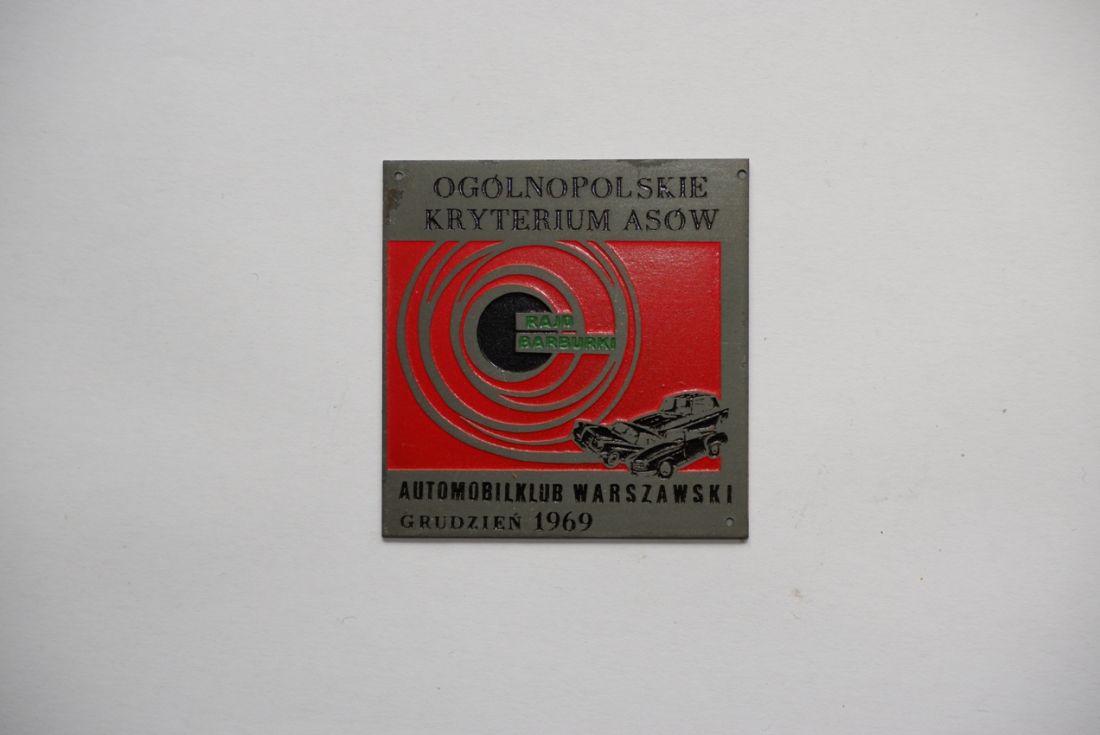 OGÓLNOPOLSKIE
KRYTERIUM ASÓW
RAJD
BARBURKI
AUTOMOBILKLUB WARSZAWSKI
GRUDZIEŃ 1969